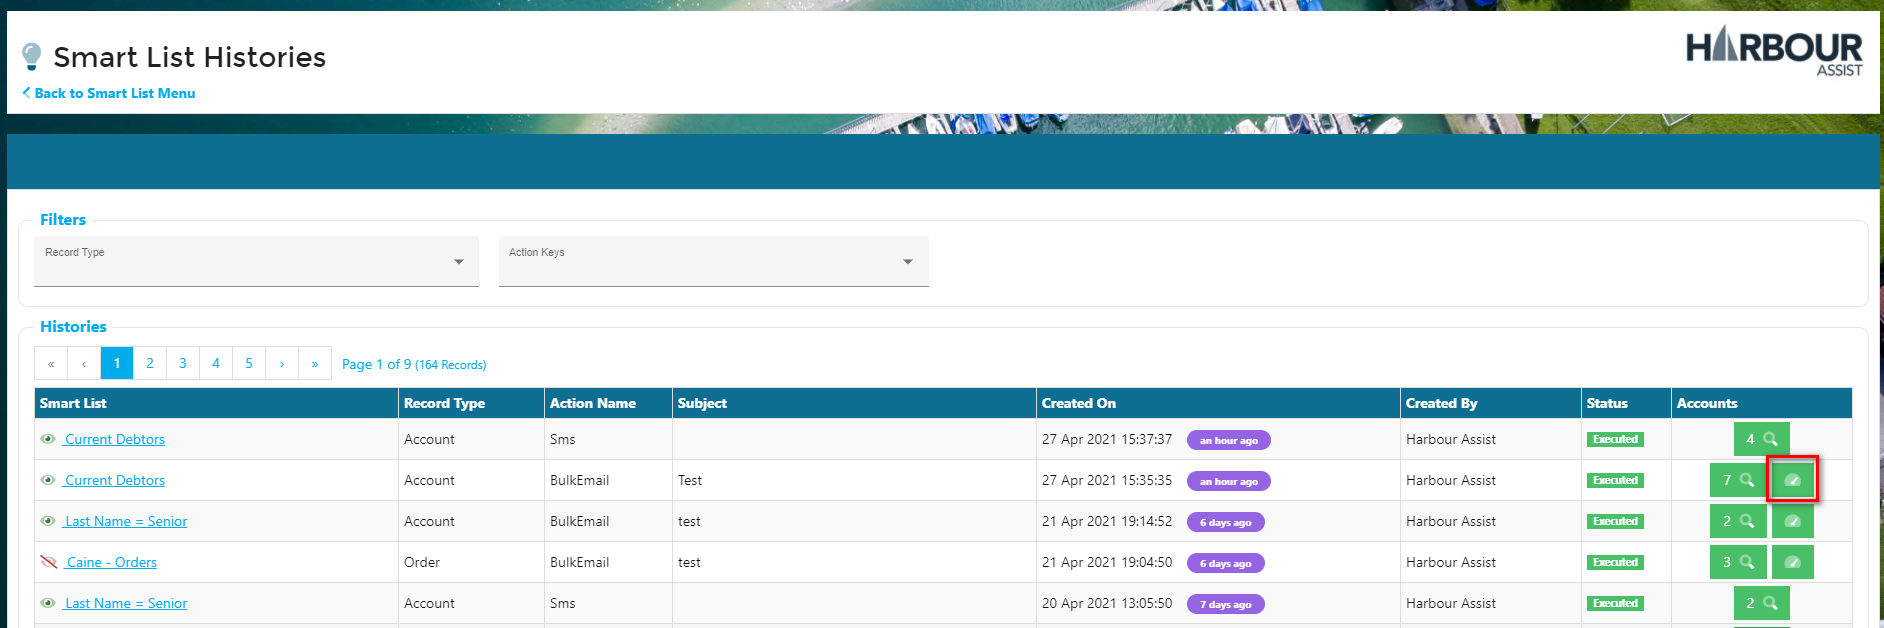 Smart List Histories
Back to Smart List Menu
HARBOUR
ASSIST
Filters
Record Type
Action Keys
Histories
« ‹ 1 2 3 4 5 › » Page 1 of 9 (164 Records)
Smart List Record Type Action Name Subject Created On Created By Status Accounts
Current Debtors Account Sms 27 Apr 2021 15:37:37 an hour ago Harbour Assist Executed 4
Current Debtors Account BulkEmail Test 27 Apr 2021 15:35:35 an hour ago Harbour Assist Executed 7
Last Name = Senior Account BulkEmail test 21 Apr 2021 19:14:52 6 days ago Harbour Assist Executed 2
Caine - Orders Order BulkEmail test 21 Apr 2021 19:04:50 6 days ago Harbour Assist Executed 3
Last Name = Senior Account Sms 20 Apr 2021 13:05:50 7 days ago Harbour Assist Executed 2